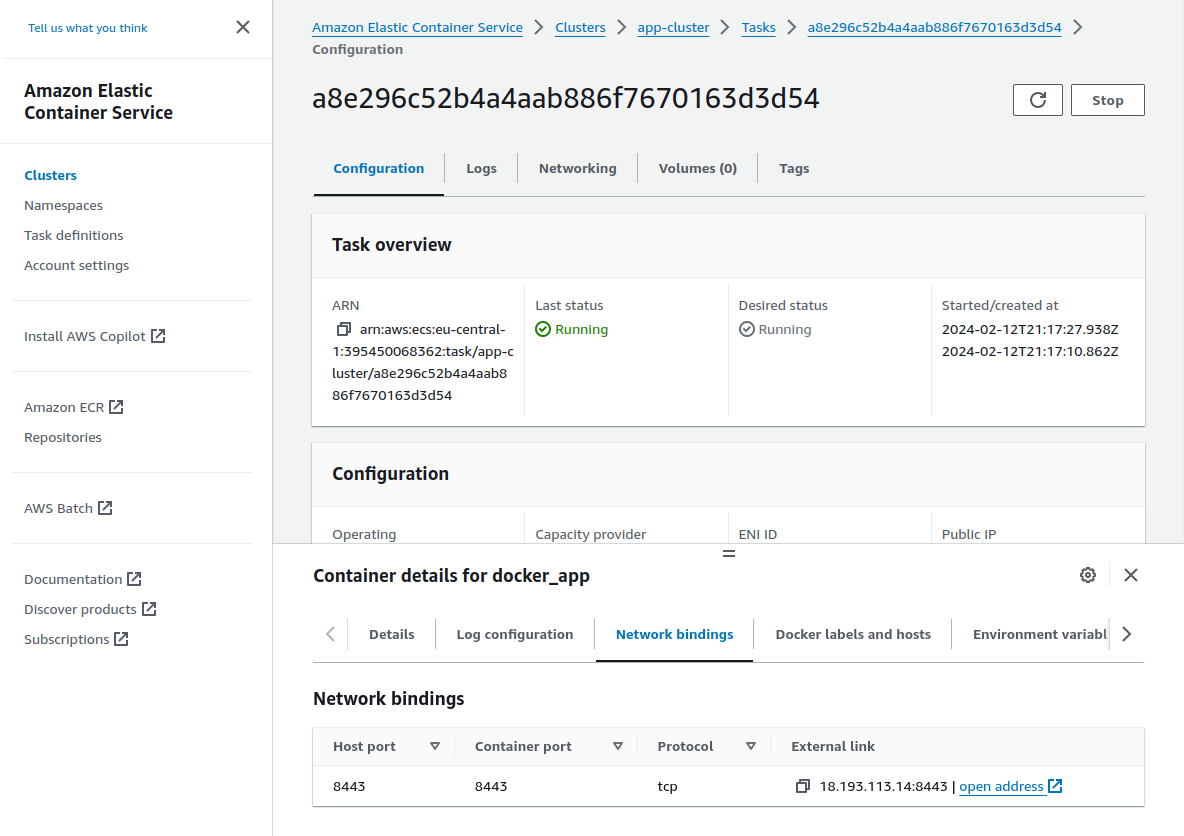 Tell us what you think
Amazon Elastic
Container Service
Clusters
Namespaces
Task definitions
Account settings
Install AWS Copilot
Amazon ECR
Repositories
AWS Batch
Documentation
Discover products
Subscriptions
Amazon Elastic Container Service > Clusters > app-cluster > Tasks > a8e296c52b4a4aab886f7670163d3d54 >
Configuration
a8e296c52b4a4aab886f7670163d3d54
Stop
Configuration Logs Networking Volumes (0) Tags
Task overview
ARN
arn:aws:ecs:eu-central-
1:395450068362:task/app-c
luster/a8e296c52b4a4aab8
86f7670163d3d54
Last status
Running
Desired status
Running
Started/created at
2024-02-12T21:17:27.938Z
2024-02-12T21:17:10.862Z
Configuration
Operating Capacity provider ENI ID Public IP
Container details for docker_app
Details Log configuration Network bindings Docker labels and hosts Environment variabl
Network bindings
Host port Container port Protocol External link
8443 8443 tcp 18.193.113.14:8443 | open address